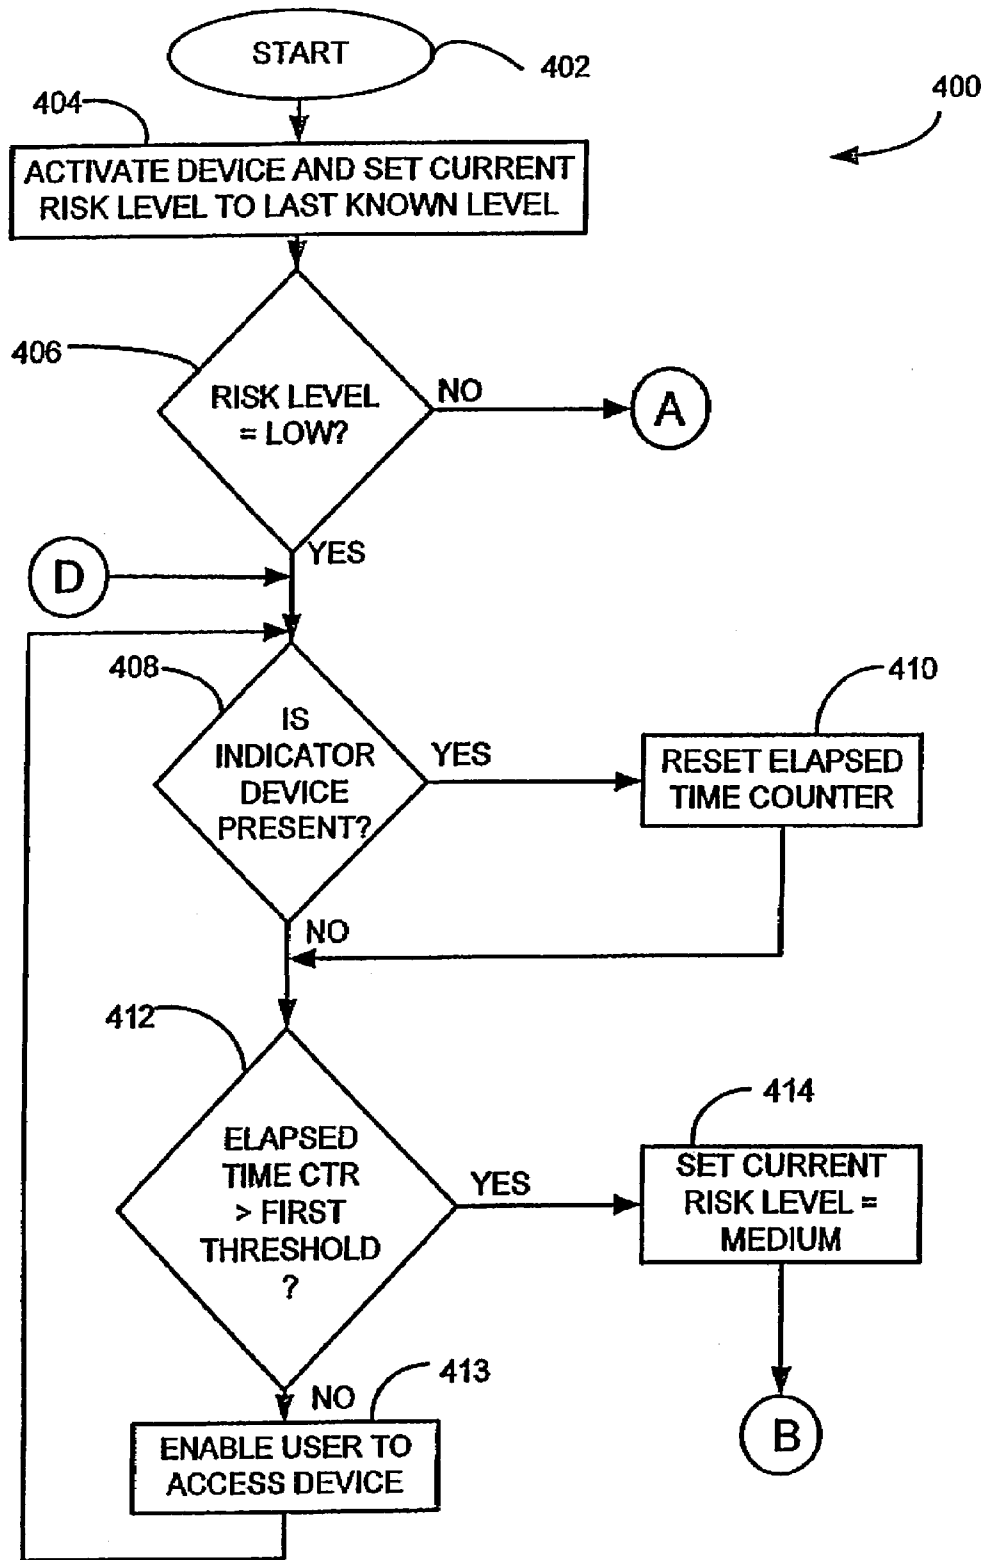 START
402
400
404
ACTIVATE DEVICE AND SET CURRENT
RISK LEVEL TO LAST KNOWN LEVEL
406
RISK LEVEL
= LOW?
NO
A
YES
D
408
IS
INDICATOR
DEVICE
PRESENT?
YES
410
RESET ELAPSED
TIME COUNTER
NO
412
ELAPSED
TIME CTR
> FIRST
THRESHOLD
?
YES
414
SET CURRENT
RISK LEVEL =
MEDIUM
NO
413
ENABLE USER TO
ACCESS DEVICE
B